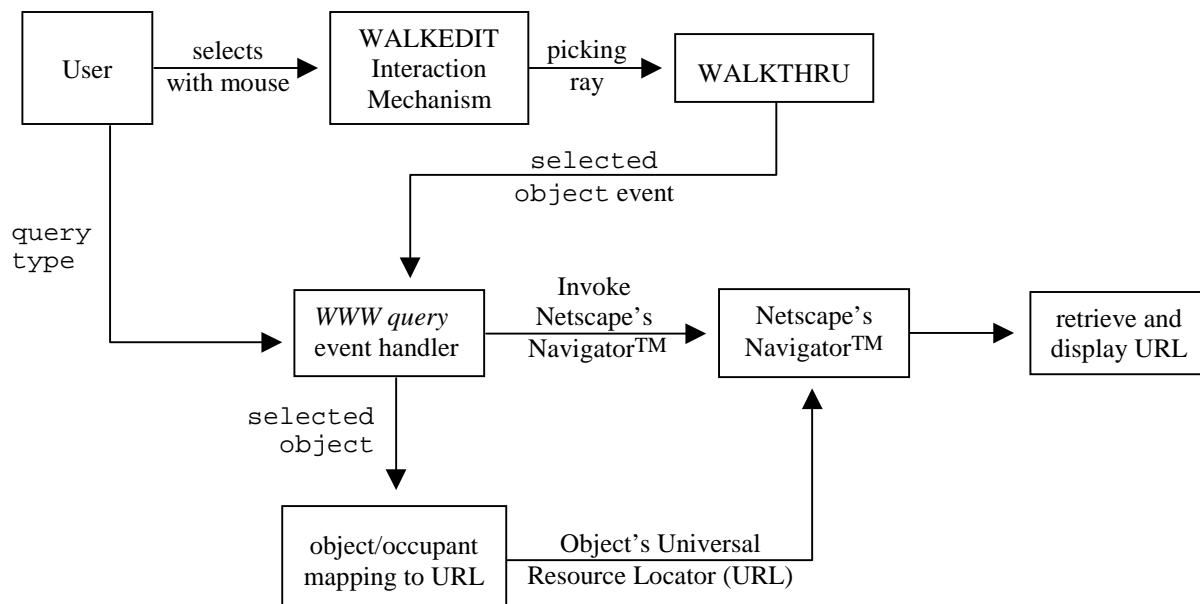 User
selects
with mouse
WALKEDIT
Interaction
Mechanism
picking
ray
WALKTHRU
selected
object event
query
type
WWW query
event handler
Invoke
Netscape's
Navigator™
Netscape's
Navigator™
retrieve and
display URL
selected
object
object/occupant
mapping to URL
Object's Universal
Resource Locator (URL)